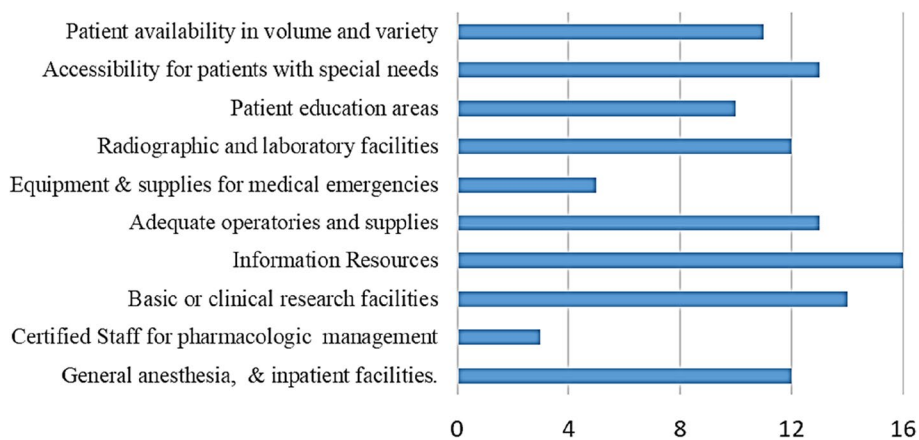 Patient availability in volume and variety
Accessibility for patients with special needs
Patient education areas
Radiographic and laboratory facilities
Equipment & supplies for medical emergencies
Adequate operatories and supplies
Information Resources
Basic or clinical research facilities
Certified Staff for pharmacologic management
General anesthesia, & inpatient facilities.
0 4 8 12 16